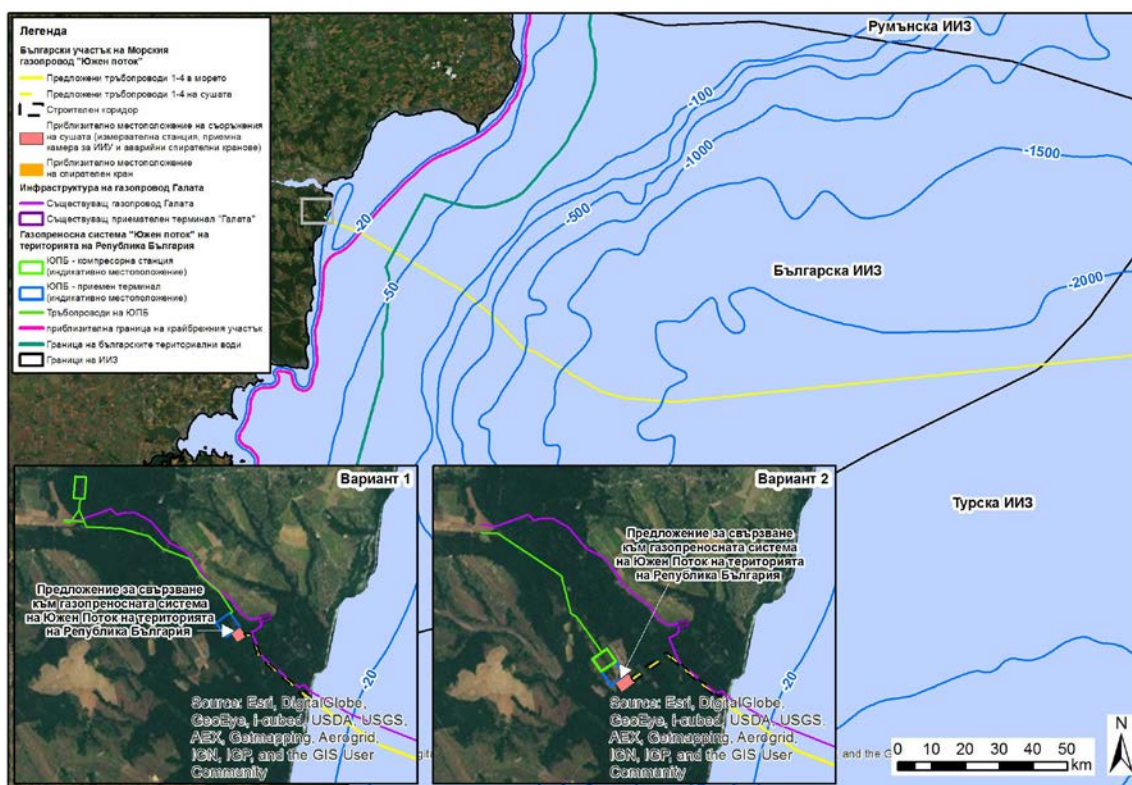 Легенда
Български участък на Морския
газопровод "Южен поток"
Предложени тръбопроводи 1-4 в морето
Предложени тръбопроводи 1-4 на сушата
Строителен коридор
Приблизително местоположение на съоръжения
на сушата (измервателна станция, приемна
камера за ИИУ и аварийни спирателни кранове)
Приблизително местоположение
на спирателен кран
Инфраструктура на газопровод Галата
Съществуващ газопровод Галата
Съществуващ приемателен терминал "Галата"
Газопреносна система "Южен поток" на
територията на Република България
ЮПБ - компресорна станция
(индикативно местоположение)
ЮПБ - приемен терминал
(индикативно местоположение)
Тръбопроводи на ЮПБ
приблизителна граница на крайбрежния участък
Граница на българските териториални води
Граници на ИИЗ
Румънска ИИЗ
-100
-1000
-1500
-500
-20
-50
Българска ИИЗ
-2000
Турска ИИЗ
Вариант 1
Предложение за свързване
към газопреносната система
на Южен Поток на територията
на Република България
-20
Source: Esri, DigitalGlobe,
GeoEye, i-cubed, USDA, USGS,
AEX, Getmapping, Aerogrid,
IGN, IGP, and the GIS User
Community
Вариант 2
Предложение за свързване
към газопреносната система
на Южен Поток на територията
на Република България
-20
Source: Esri, DigitalGlobe,
GeoEye, i-cubed, USDA, USGS,
AEX, Getmapping, Aerogrid,
IGN, IGP, and the GIS User
Community
and the G
N
0 10 20 30 40 50
km